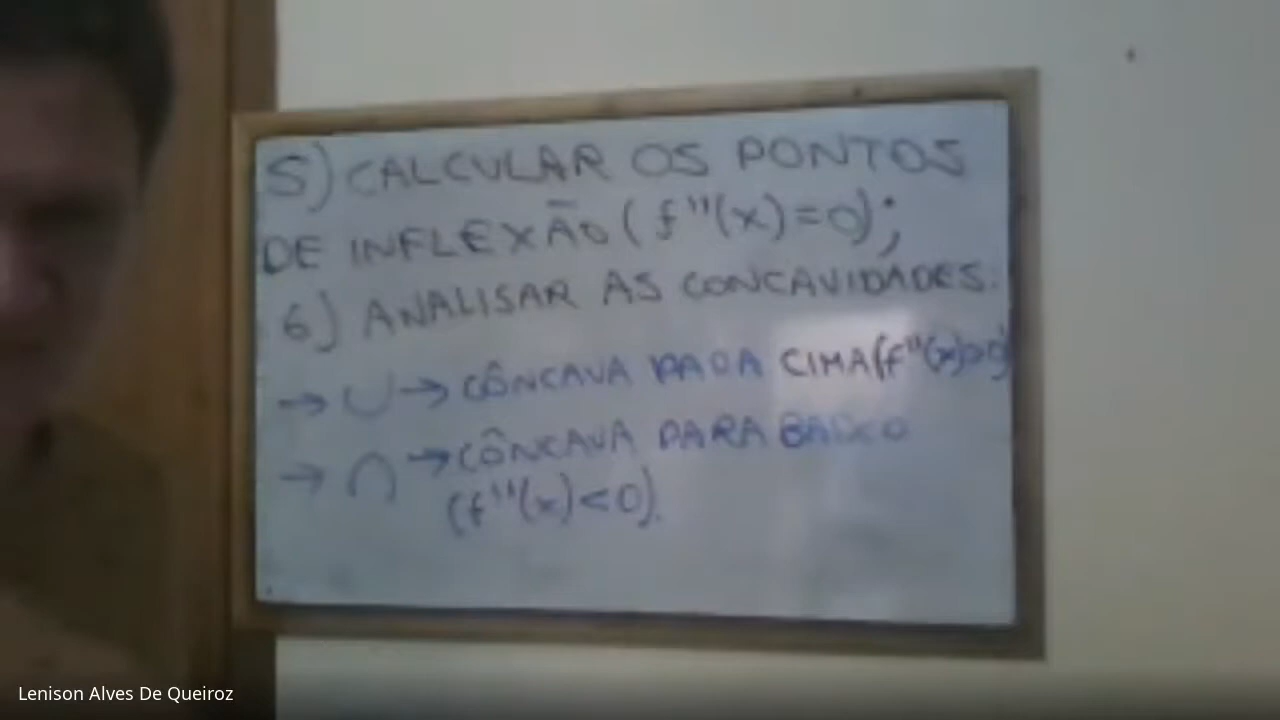 5) CALCULAR OS PONTOS
DE INFLEXÃO (f"(x)=0);
6) ANALISAR AS CONCAVIDADES.
→ ∪ → CÔNCAVA PARA CIMA (f"(x)>0)
→ ∩ → CÔNCAVA PARA BAIXO
(f"(x)<0).
Lenison Alves De Queiroz